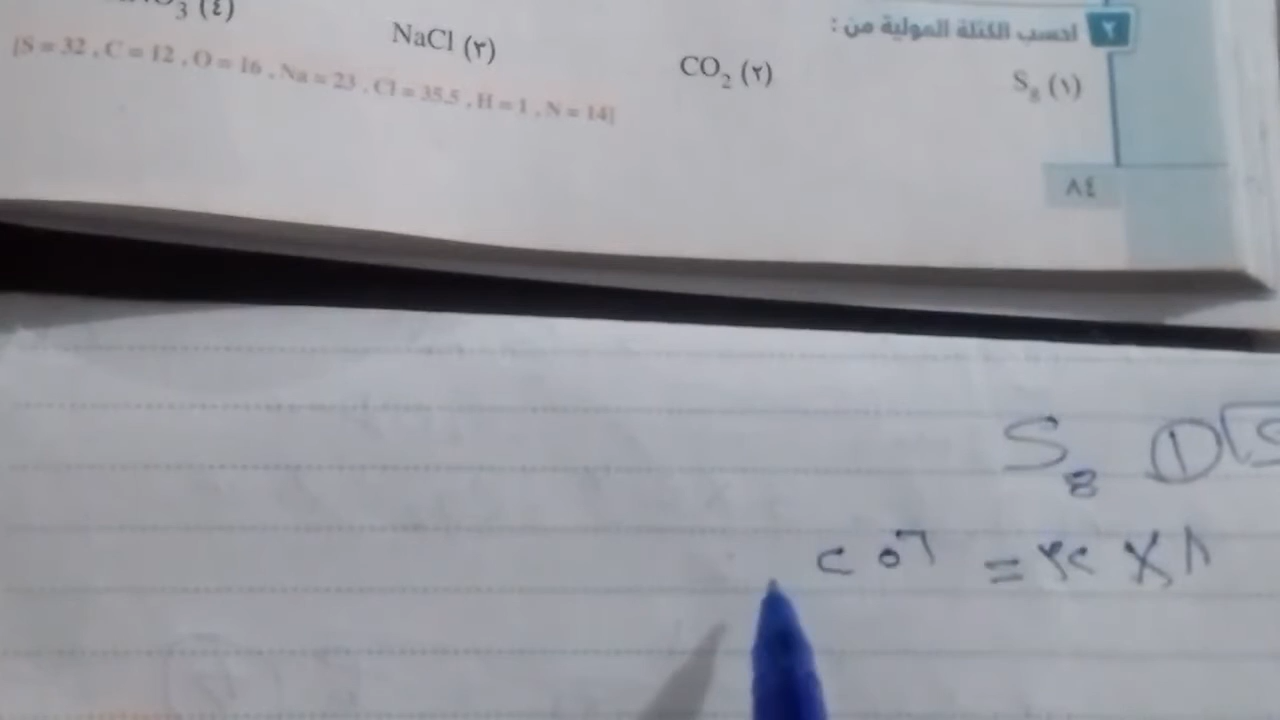 ٢ احسب الكتلة المولية من :
(١) S₈ (٢) CO₂ (٣) NaCl (٤) O₃
[S = 32 , C = 12 , O = 16 , Na = 23 , Cl = 35.5 , H = 1 , N = 14]
٨٤
① S₈
٨ × ٣٢ = ٢٥٦